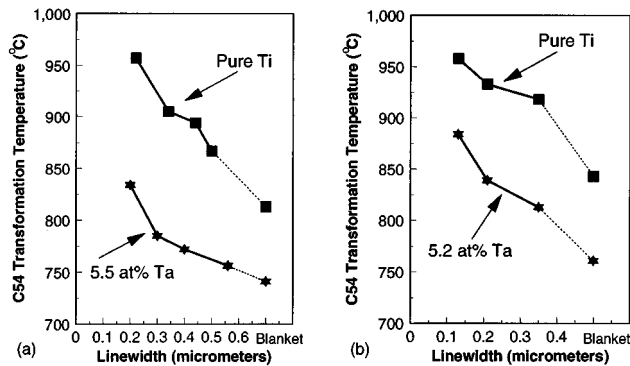 1,000
950
900
850
800
750
700
C54 Transformation Temperature (°C)
Pure Ti
5.5 at% Ta
0 0.1 0.2 0.3 0.4 0.5 Blanket
(a) Linewidth (micrometers)
1,000
950
900
850
800
750
700
C54 Transformation Temperature (°C)
Pure Ti
5.2 at% Ta
0 0.1 0.2 0.3 0.4 Blanket
(b) Linewidth (micrometers)